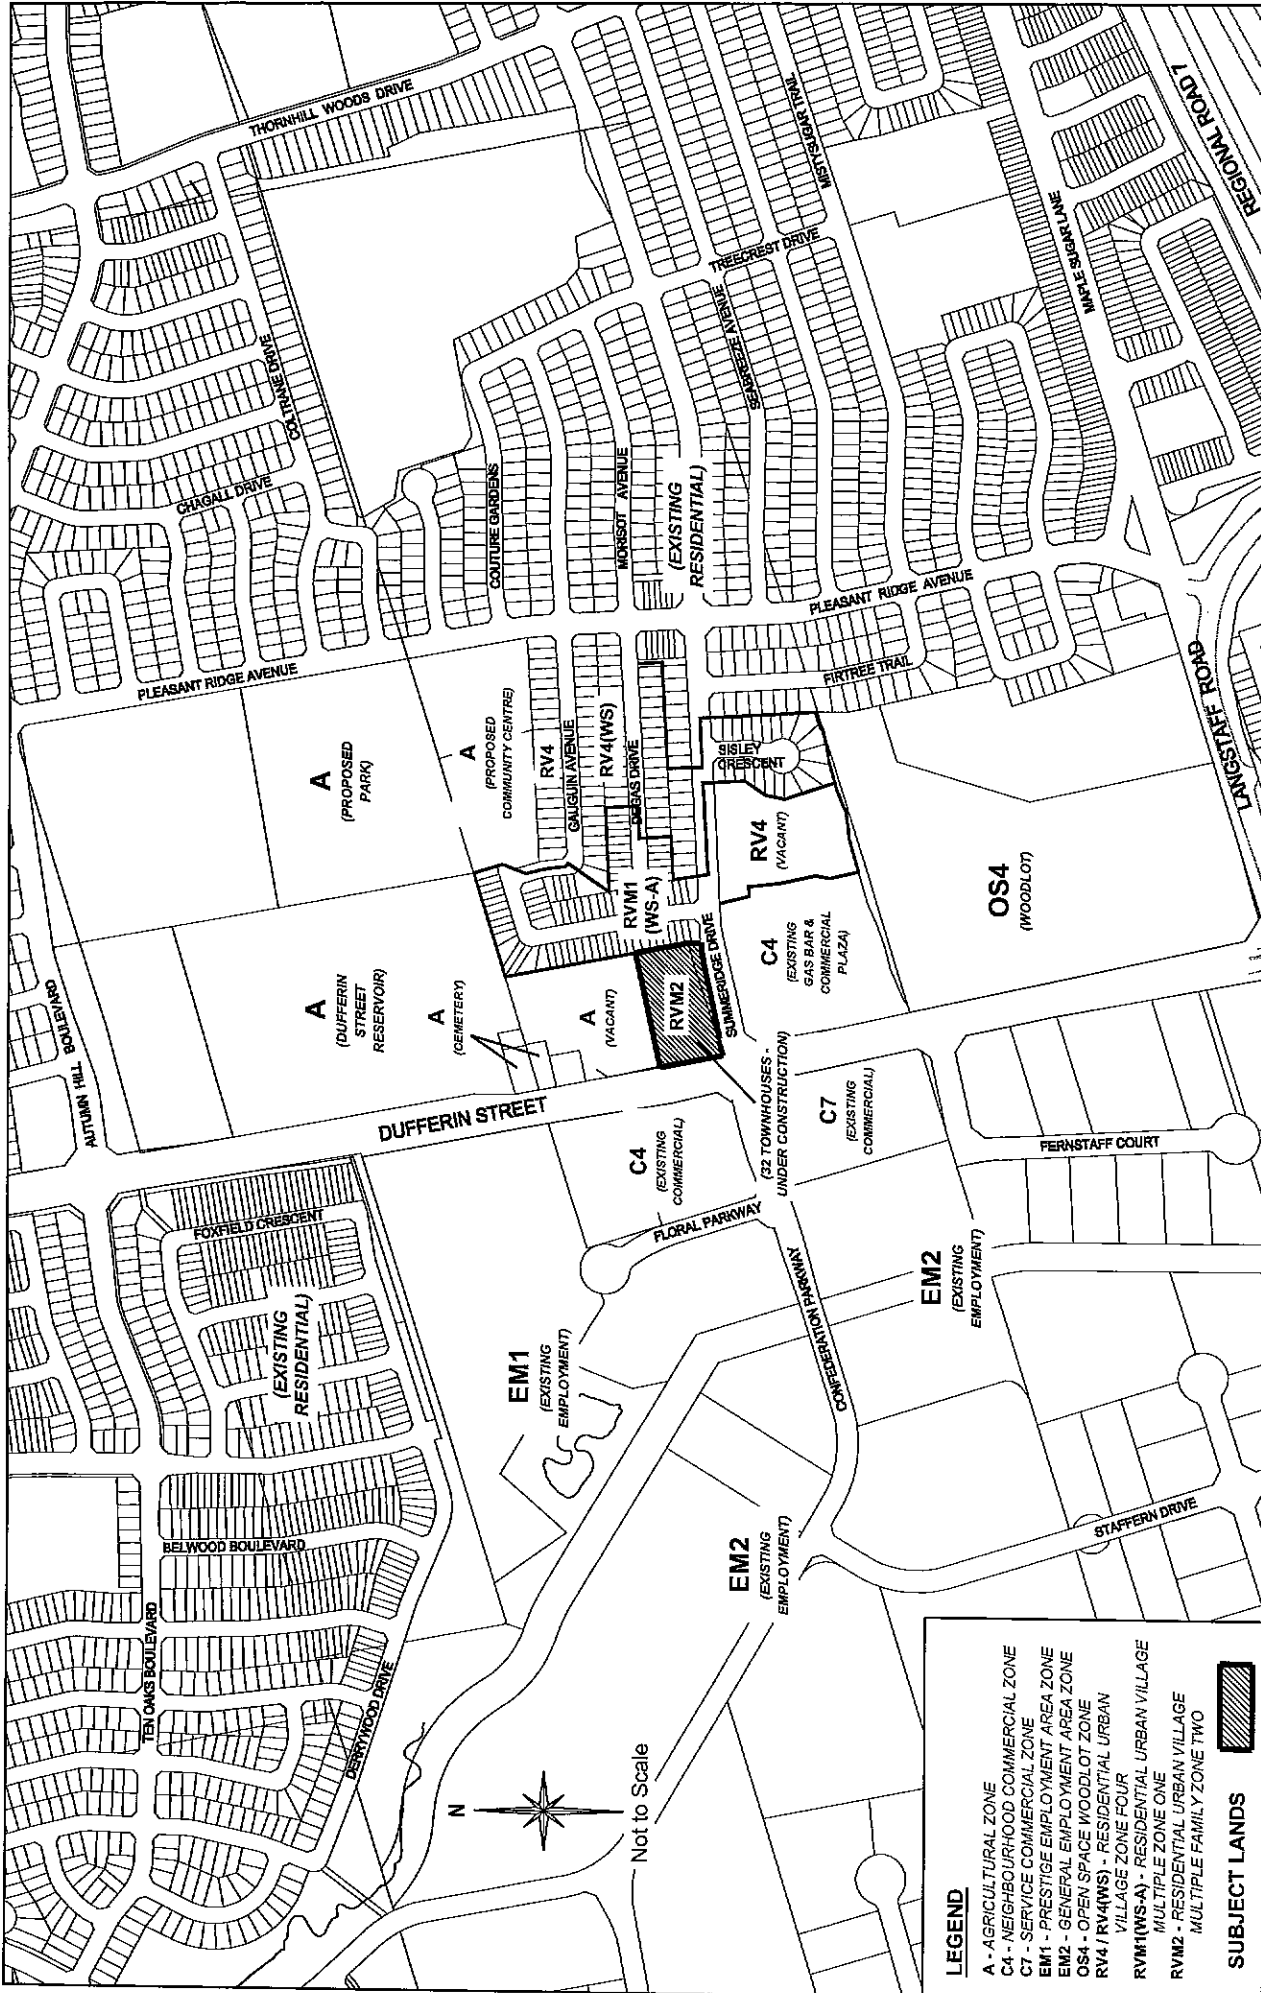 THORNHILL WOODS DRIVE
REGIONAL ROAD 7
MISTYSUGAR TRAIL
MAPLE SUGAR LANE
TREECREST DRIVE
SEABREEZE AVENUE
COLTRANE DRIVE
CHAGALL DRIVE
COUTURE GARDENS
MORISOT AVENUE
(EXISTING
RESIDENTIAL)
PLEASANT RIDGE AVENUE
PLEASANT RIDGE AVENUE
FIRTREE TRAIL
LANGSTAFF ROAD
A
(PROPOSED
PARK)
A
(PROPOSED
COMMUNITY CENTRE)
RV4
GAUGUIN AVENUE
RV4(WS)
DEGAS DRIVE
SISLEY
CRESCENT
RV4
(VACANT)
RVM1
(WS-A)
OS4
(WOODLOT)
C4
(EXISTING
GAS BAR &
COMMERCIAL
PLAZA)
SUMMERIDGE DRIVE
RVM2
A
(VACANT)
A
(CEMETERY)
A
(DUFFERIN
STREET
RESERVOIR)
AUTUMN HILL BOULEVARD
DUFFERIN STREET
(32 TOWNHOUSES -
UNDER CONSTRUCTION)
C7
(EXISTING
COMMERCIAL)
C4
(EXISTING
COMMERCIAL)
FERNSTAFF COURT
FLORAL PARKWAY
CONFEDERATION PARKWAY
EM2
(EXISTING
EMPLOYMENT)
FOXFIELD CRESCENT
(EXISTING
RESIDENTIAL)
EM1
(EXISTING
EMPLOYMENT)
BELWOOD BOULEVARD
TEN OAKS BOULEVARD
DERRYWOOD DRIVE
EM2
(EXISTING
EMPLOYMENT)
STAFFERN DRIVE
N
Not to Scale
LEGEND
A - AGRICULTURAL ZONE
C4 - NEIGHBOURHOOD COMMERCIAL ZONE
C7 - SERVICE COMMERCIAL ZONE
EM1 - PRESTIGE EMPLOYMENT AREA ZONE
EM2 - GENERAL EMPLOYMENT AREA ZONE
OS4 - OPEN SPACE WOODLOT ZONE
RV4 / RV4(WS) - RESIDENTIAL URBAN
VILLAGE ZONE FOUR
RVM1(WS-A) - RESIDENTIAL URBAN VILLAGE
MULTIPLE ZONE ONE
RVM2 - RESIDENTIAL URBAN VILLAGE
MULTIPLE FAMILY ZONE TWO
SUBJECT LANDS